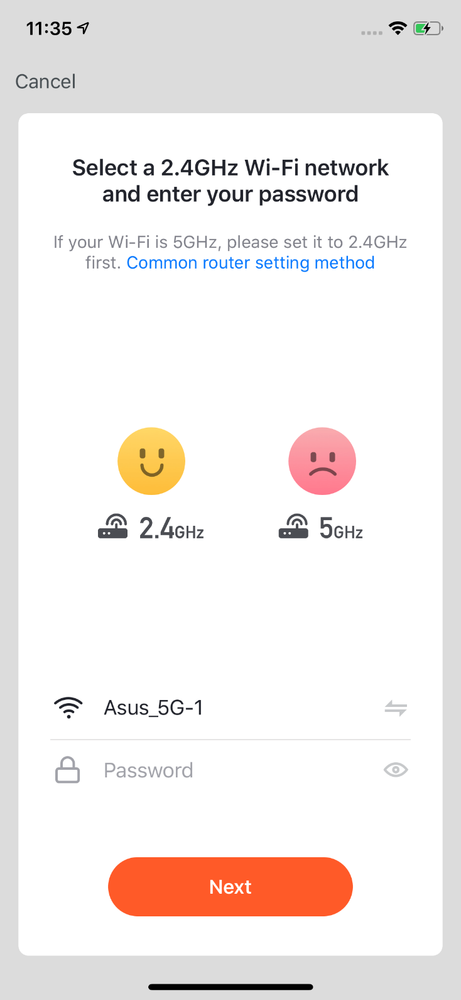 11:35
Cancel
Select a 2.4GHz Wi-Fi network
and enter your password
If your Wi-Fi is 5GHz, please set it to 2.4GHz
first. Common router setting method
2.4GHz
5GHz
Asus_5G-1
Password
Next